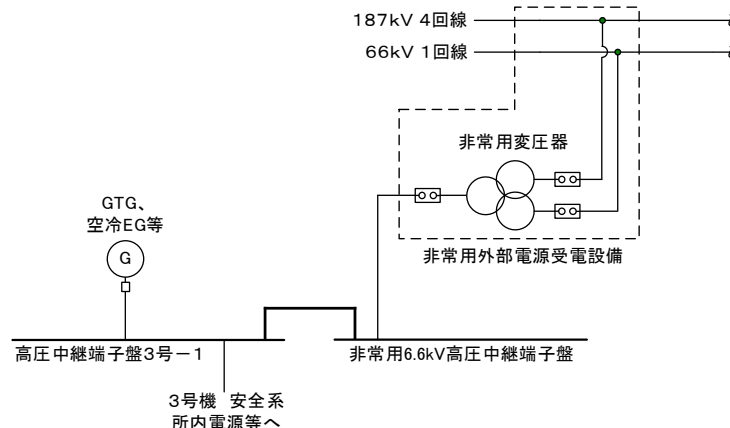 187kV 4回線
66kV 1回線
非常用変圧器
GTG、
空冷EG等
G
非常用外部電源受電設備
高圧中継端子盤3号－1
非常用6.6kV高圧中継端子盤
3号機 安全系
所内電源等へ